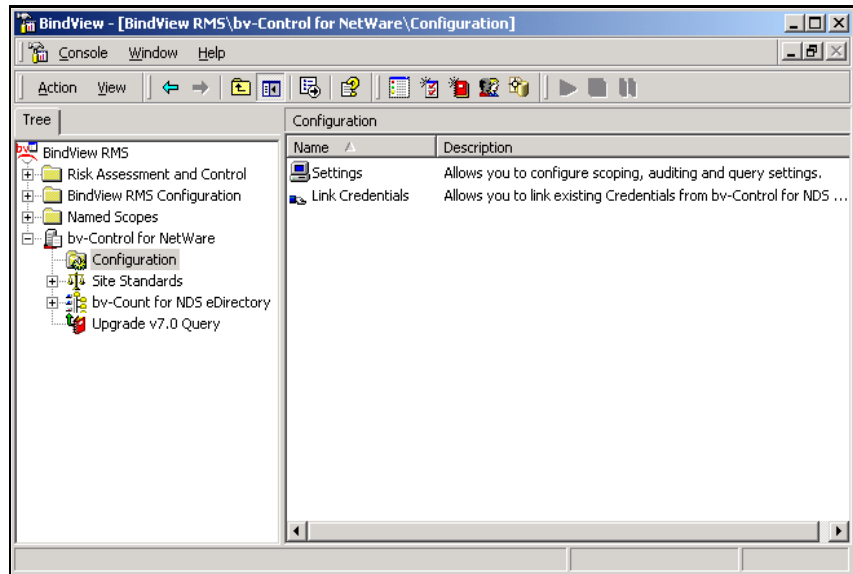 BindView - [BindView RMS\bv-Control for NetWare\Configuration]
Console Window Help
Action View
Tree
Configuration
Name Description
BindView RMS
Risk Assessment and Control
BindView RMS Configuration
Named Scopes
bv-Control for NetWare
Configuration
Site Standards
bv-Count for NDS eDirectory
Upgrade v7.0 Query
Settings Allows you to configure scoping, auditing and query settings.
Link Credentials Allows you to link existing Credentials from bv-Control for NDS ...